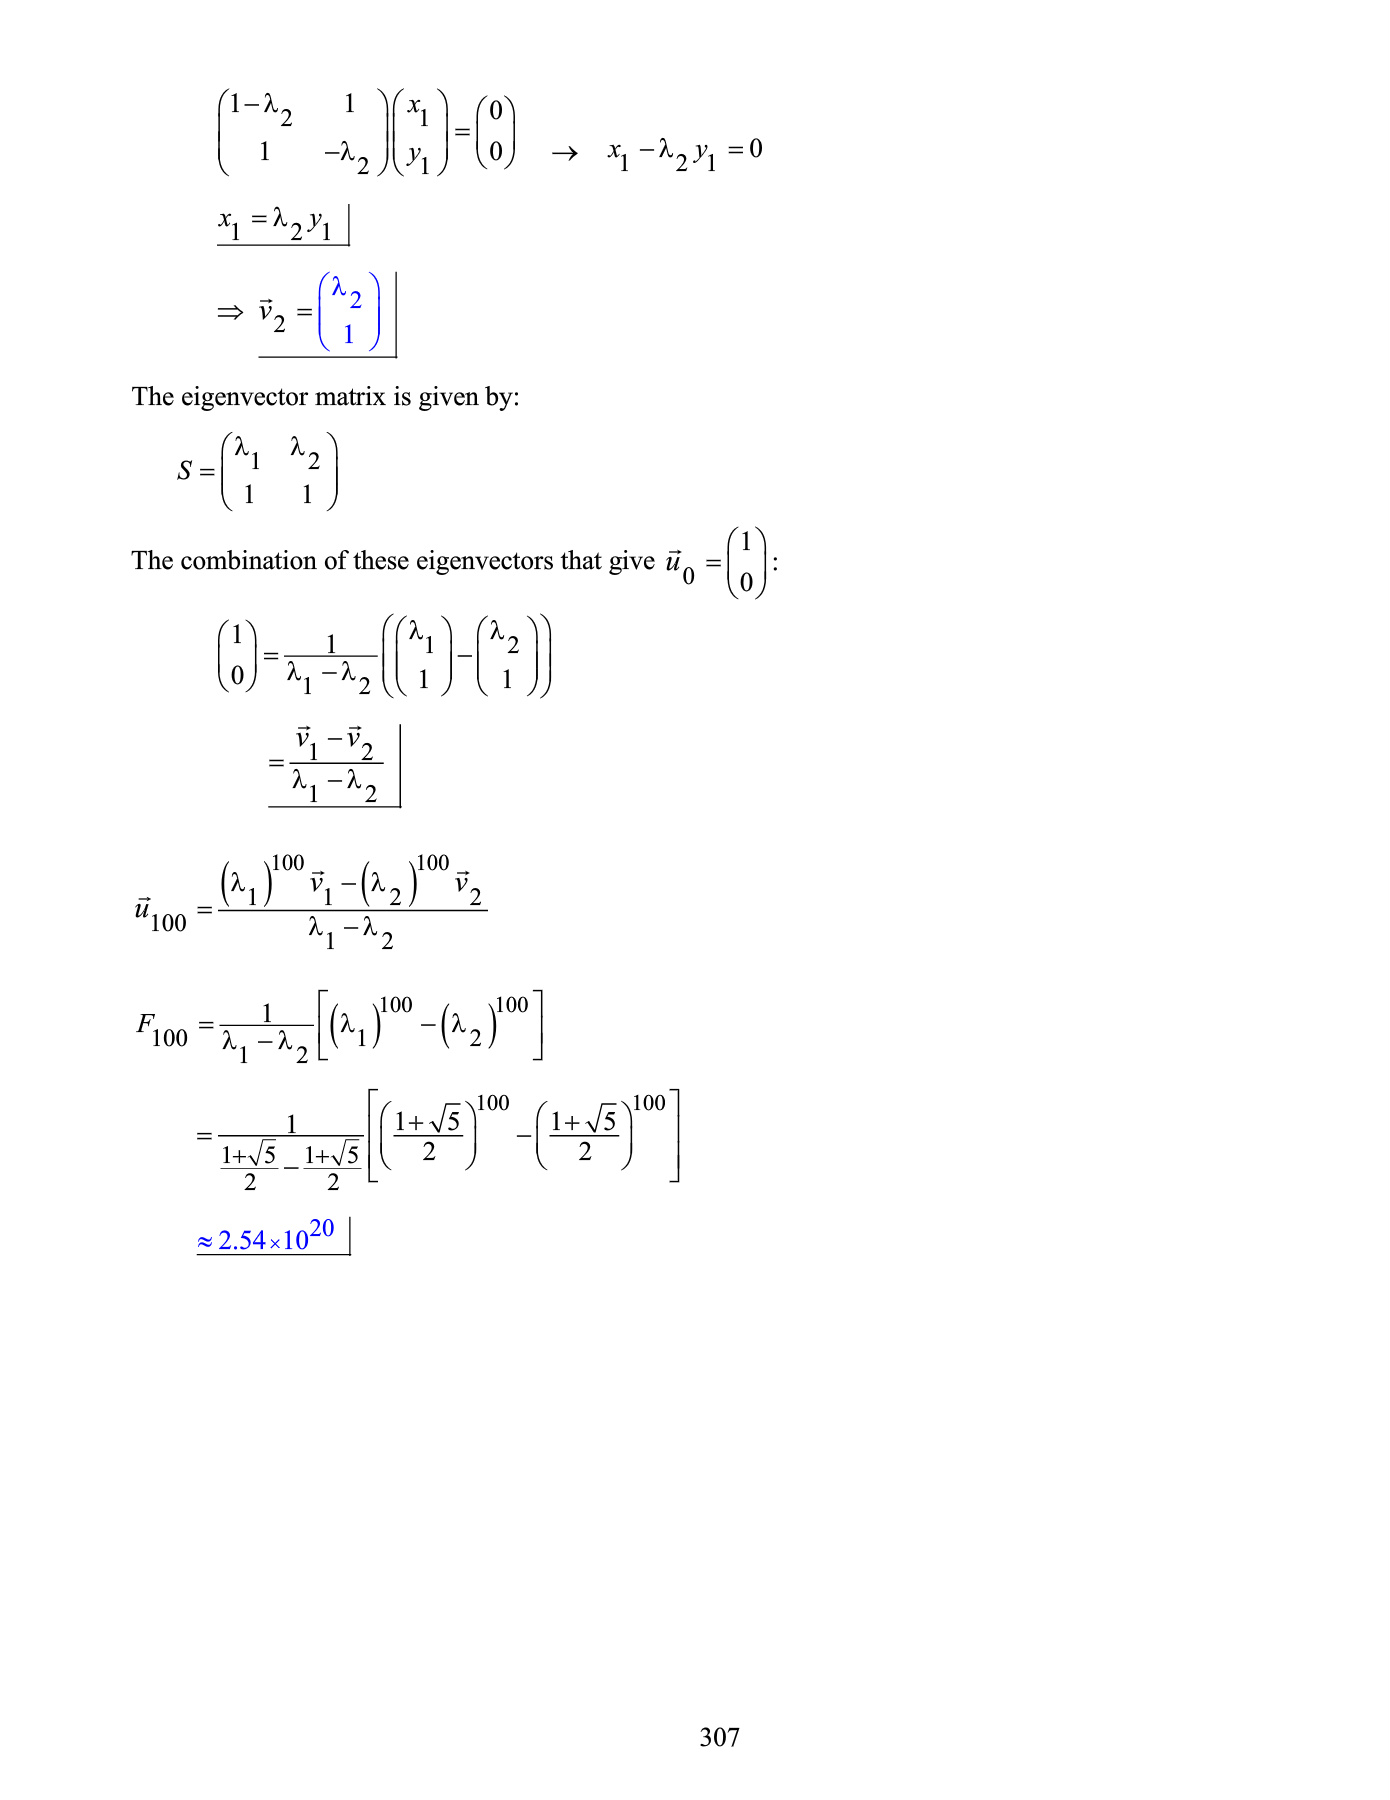 $\begin{pmatrix} 1-\lambda_2 & 1 \\ 1 & -\lambda_2 \end{pmatrix}\begin{pmatrix} x_1 \\ y_1 \end{pmatrix} = \begin{pmatrix} 0 \\ 0 \end{pmatrix} \quad \rightarrow \quad x_1 - \lambda_2 y_1 = 0$
$x_1 = \lambda_2 y_1$
$\Rightarrow \vec{v}_2 = \begin{pmatrix} \lambda_2 \\ 1 \end{pmatrix}$
The eigenvector matrix is given by:
$S = \begin{pmatrix} \lambda_1 & \lambda_2 \\ 1 & 1 \end{pmatrix}$
The combination of these eigenvectors that give $\vec{u}_0 = \begin{pmatrix} 1 \\ 0 \end{pmatrix}$:
$\begin{pmatrix} 1 \\ 0 \end{pmatrix} = \frac{1}{\lambda_1 - \lambda_2}\left(\begin{pmatrix} \lambda_1 \\ 1 \end{pmatrix} - \begin{pmatrix} \lambda_2 \\ 1 \end{pmatrix}\right)$
$= \frac{\vec{v}_1 - \vec{v}_2}{\lambda_1 - \lambda_2}$
$\vec{u}_{100} = \frac{(\lambda_1)^{100} \vec{v}_1 - (\lambda_2)^{100} \vec{v}_2}{\lambda_1 - \lambda_2}$
$F_{100} = \frac{1}{\lambda_1 - \lambda_2}\left[(\lambda_1)^{100} - (\lambda_2)^{100}\right]$
$= \frac{1}{\frac{1+\sqrt{5}}{2} - \frac{1+\sqrt{5}}{2}}\left[\left(\frac{1+\sqrt{5}}{2}\right)^{100} - \left(\frac{1+\sqrt{5}}{2}\right)^{100}\right]$
$\approx 2.54 \times 10^{20}$
307